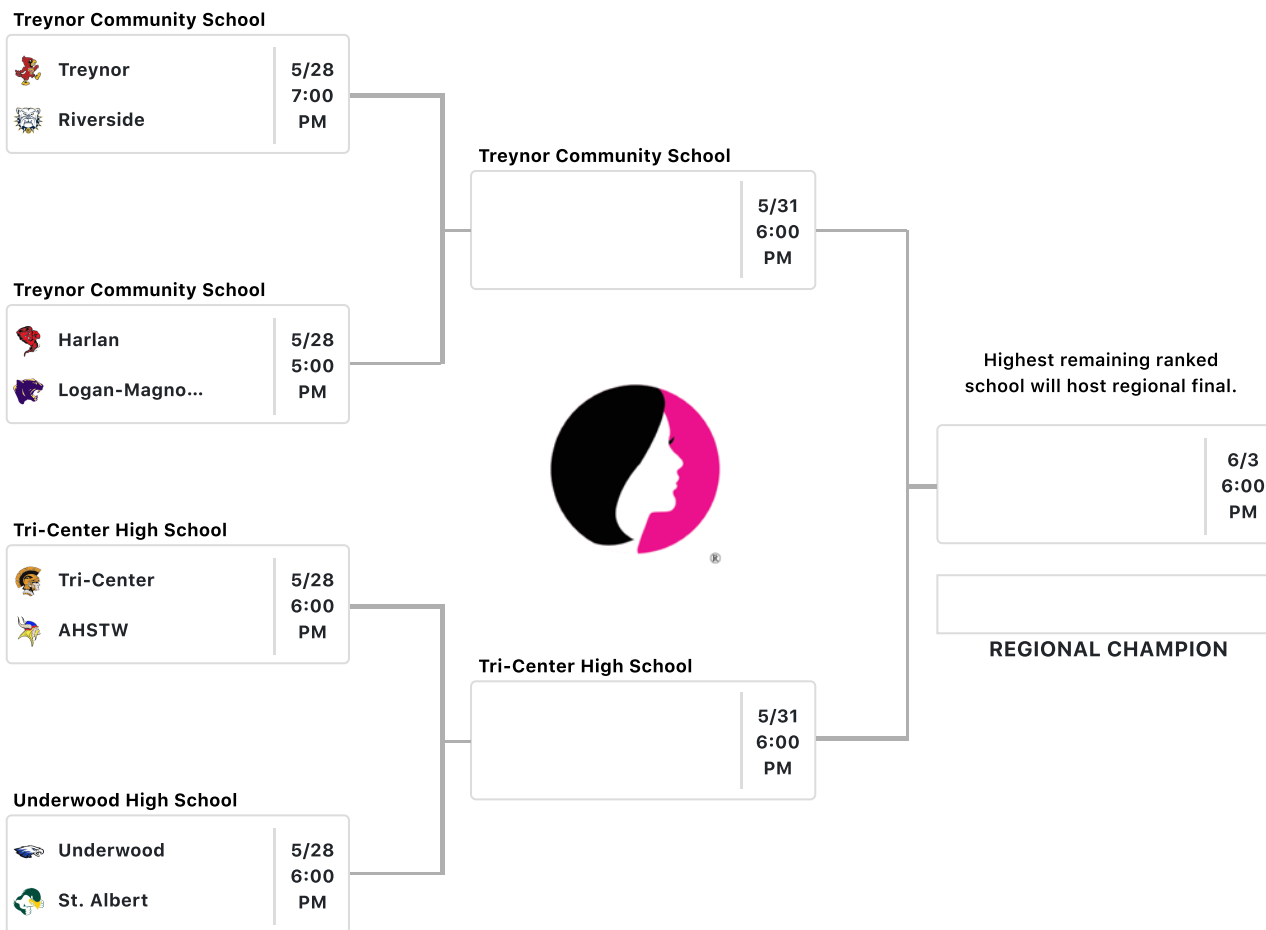 Treynor Community School
Treynor
Riverside
5/28
7:00
PM
Treynor Community School
5/31
6:00
PM
Treynor Community School
Harlan
Logan-Magno...
5/28
5:00
PM
Highest remaining ranked
school will host regional final.
6/3
6:00
PM
REGIONAL CHAMPION
®
Tri-Center High School
Tri-Center
AHSTW
5/28
6:00
PM
Tri-Center High School
5/31
6:00
PM
Underwood High School
Underwood
St. Albert
5/28
6:00
PM